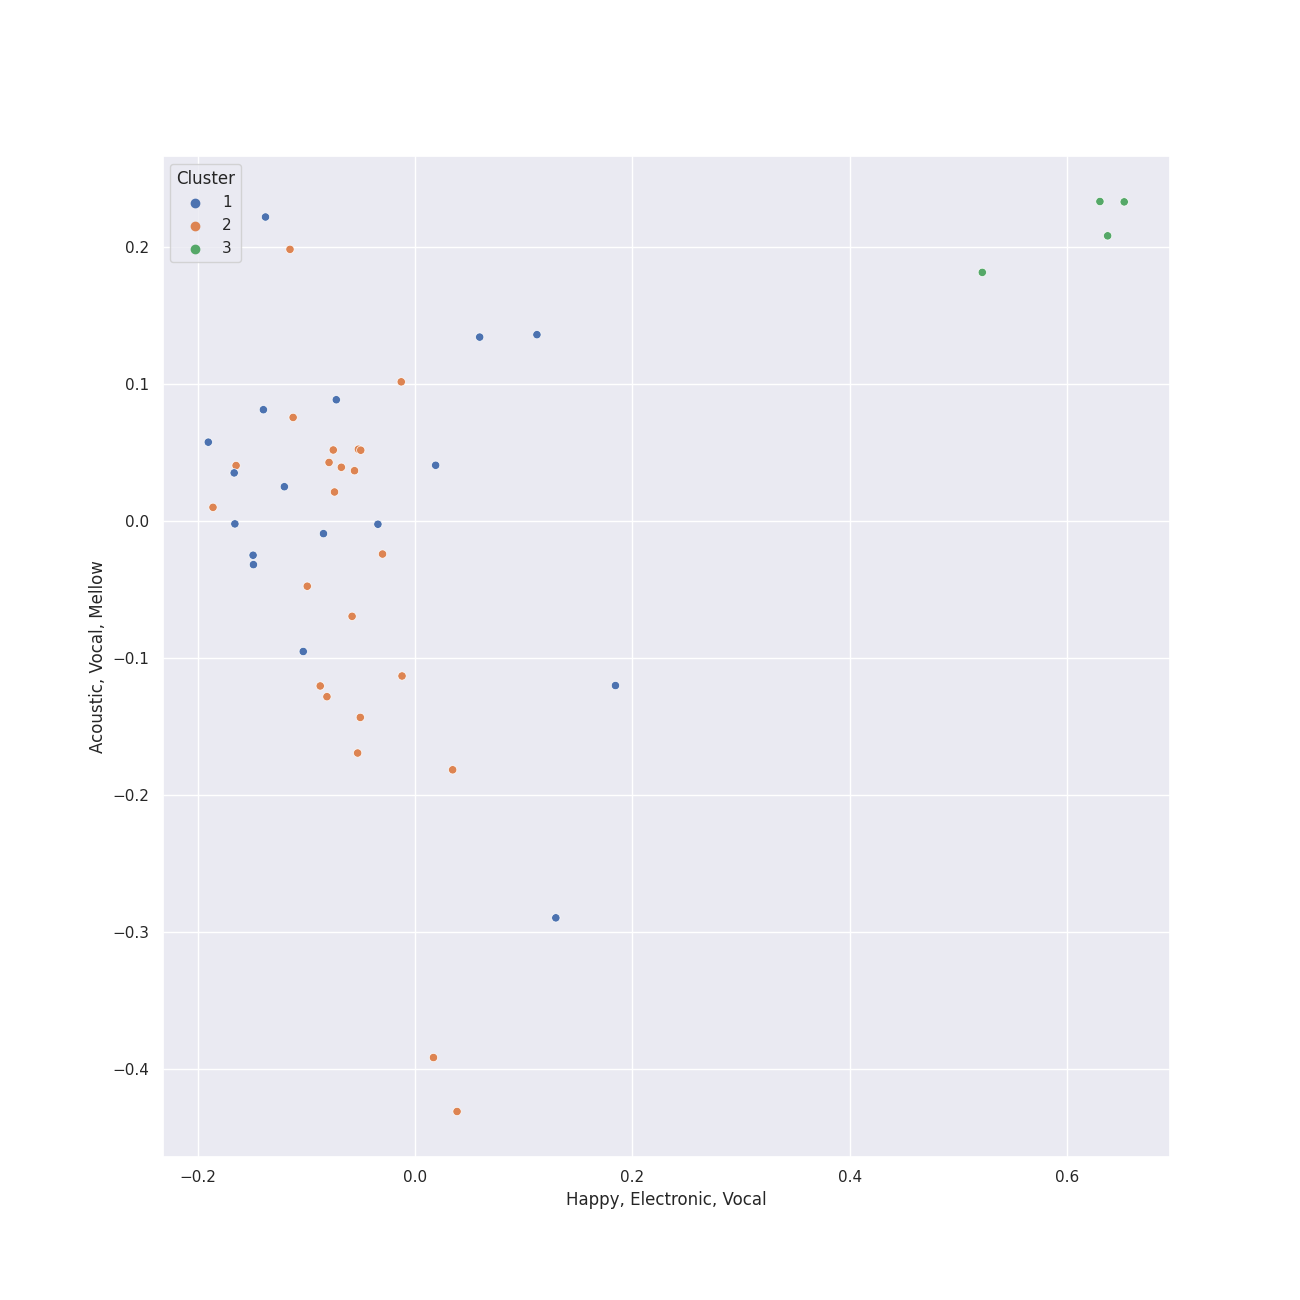 Cluster
1
2
3
0.2
0.1
0.0
−0.1
−0.2
−0.3
−0.4
Acoustic, Vocal, Mellow
−0.2 0.0 0.2 0.4 0.6
Happy, Electronic, Vocal